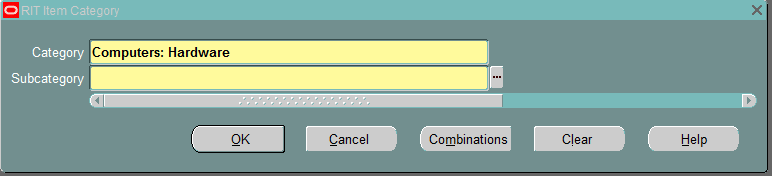 RIT Item Category
Category Computers: Hardware
Subcategory ...
OK Cancel Combinations Clear Help